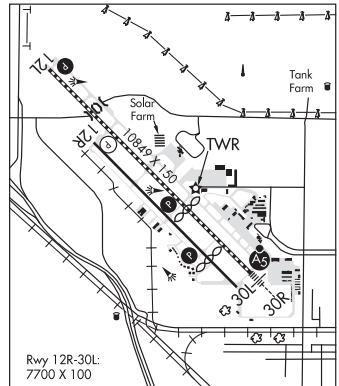 Tank
Farm
12L
P
Solar
Farm
12R
P
10849 X 150
TWR
P
P
A5
30L
30R
Rwy 12R-30L:
7700 X 100